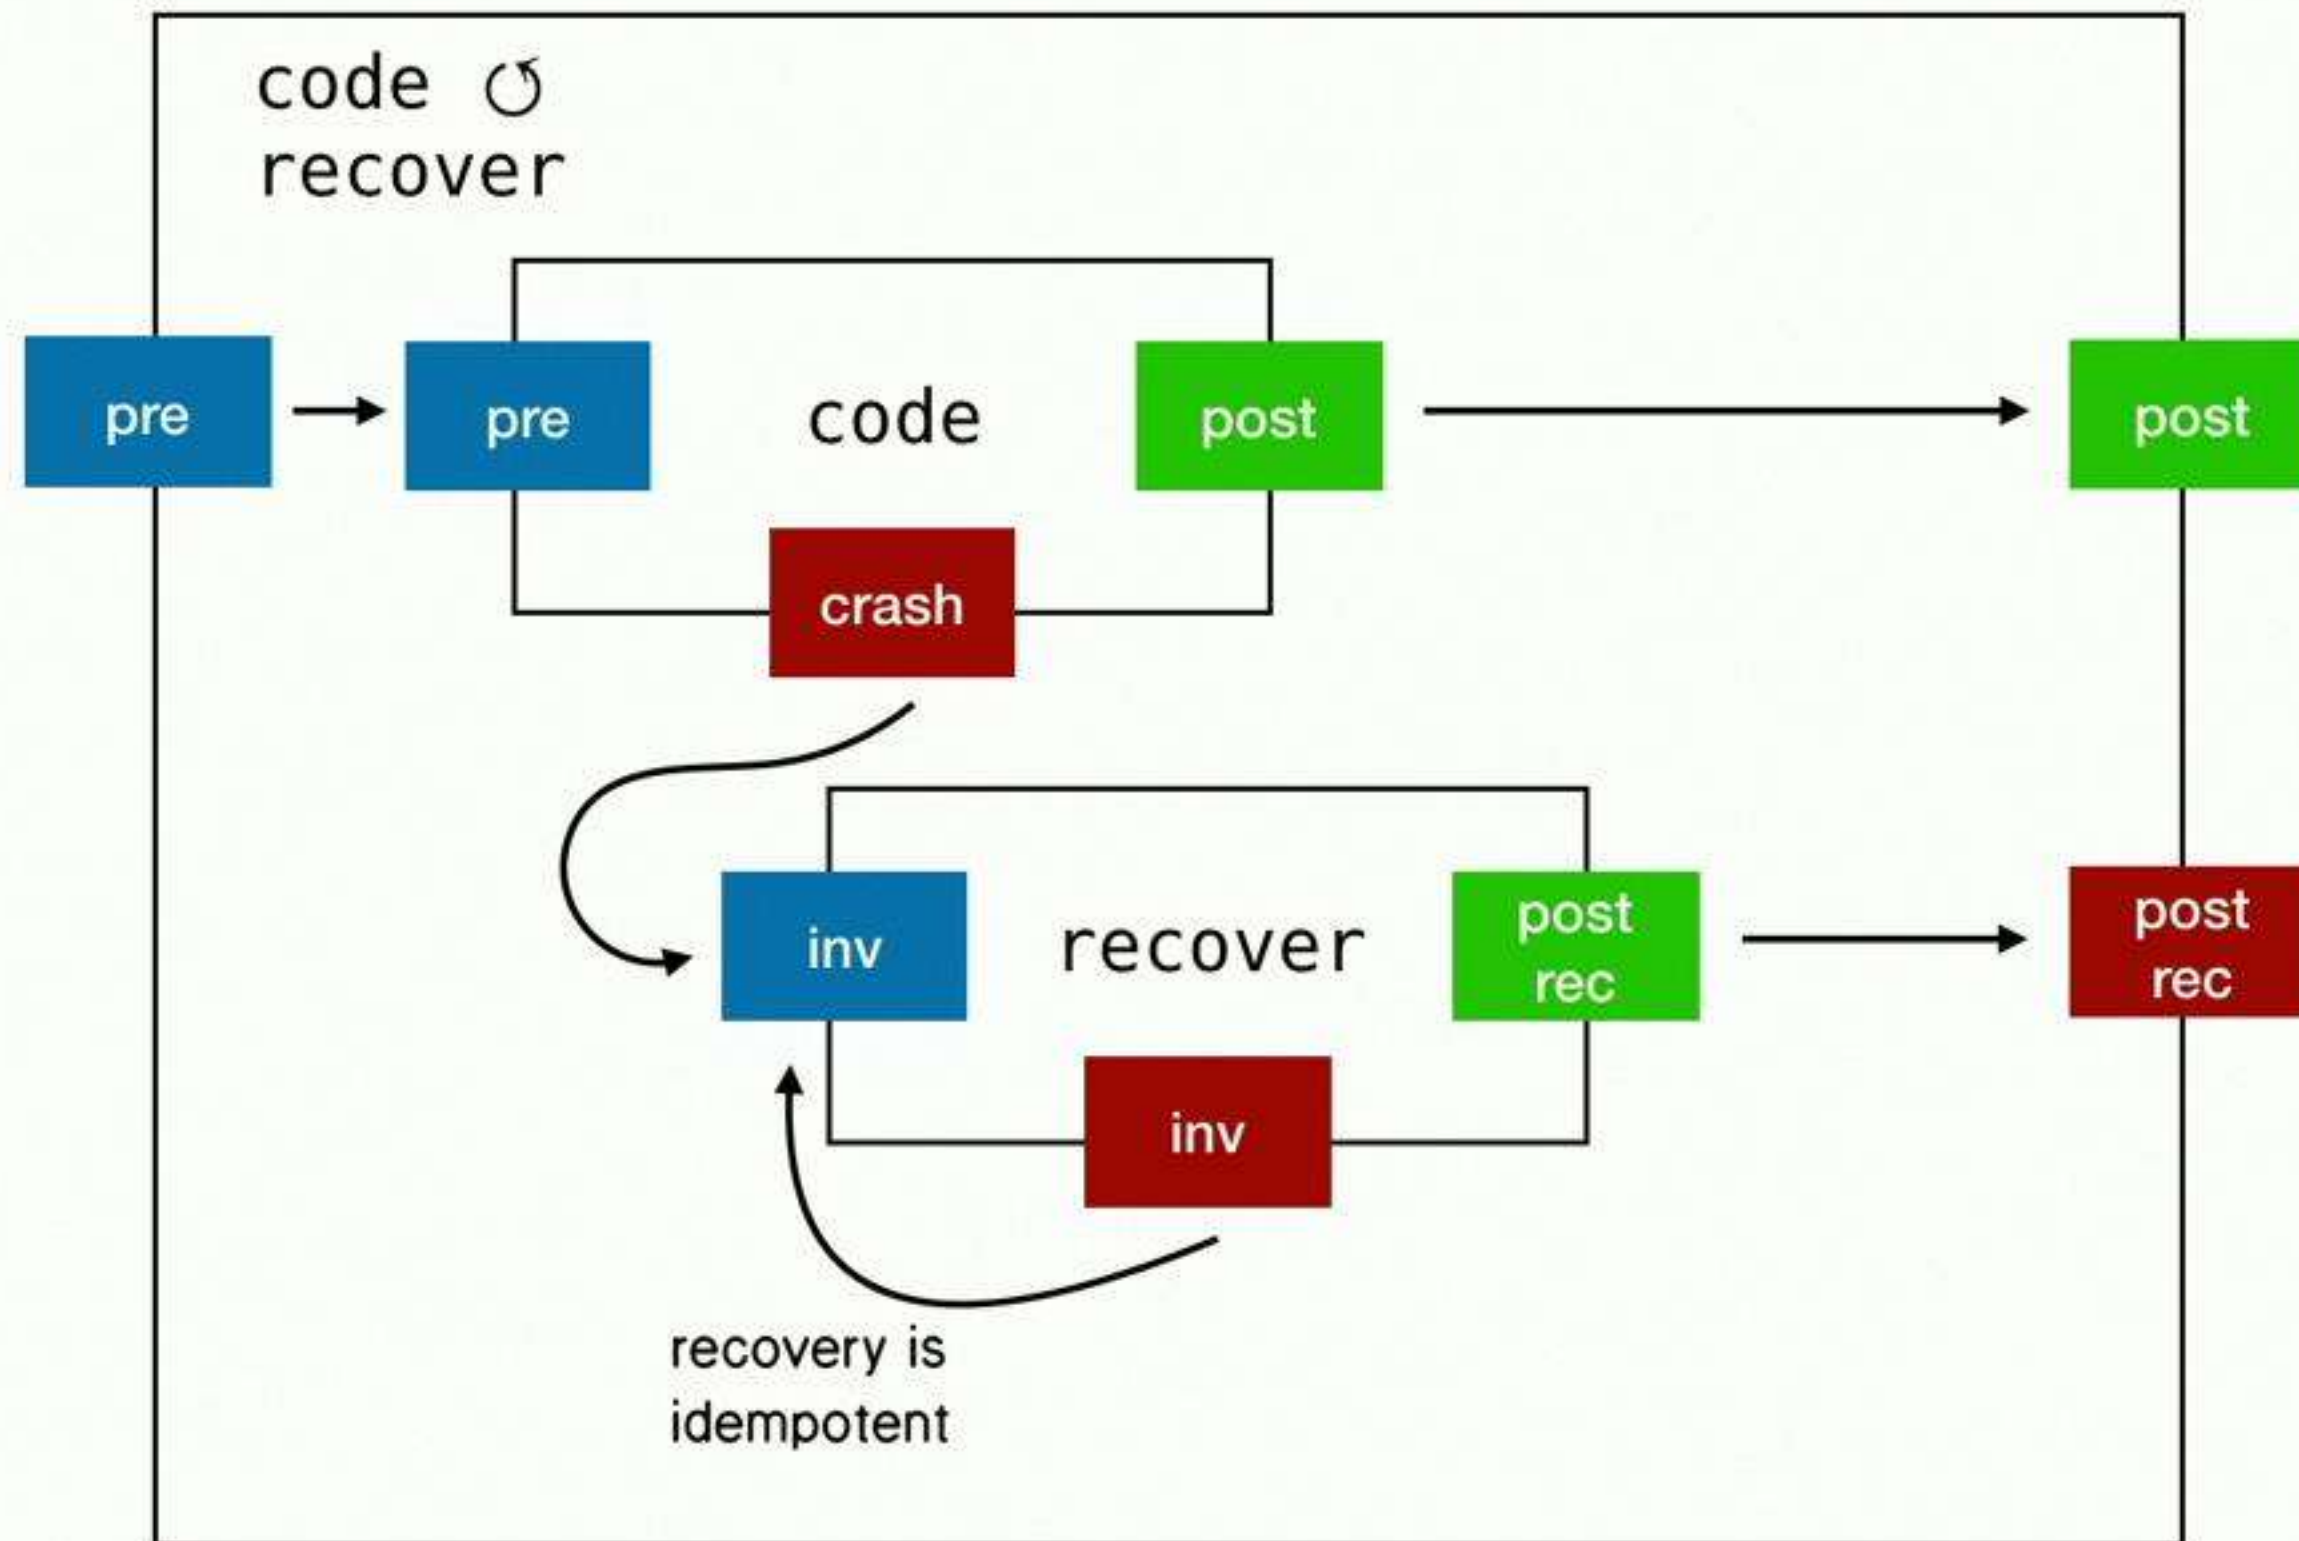 code ↺
recover
pre
pre
code
post
post
crash
inv
recover
post
rec
post
rec
inv
recovery is
idempotent